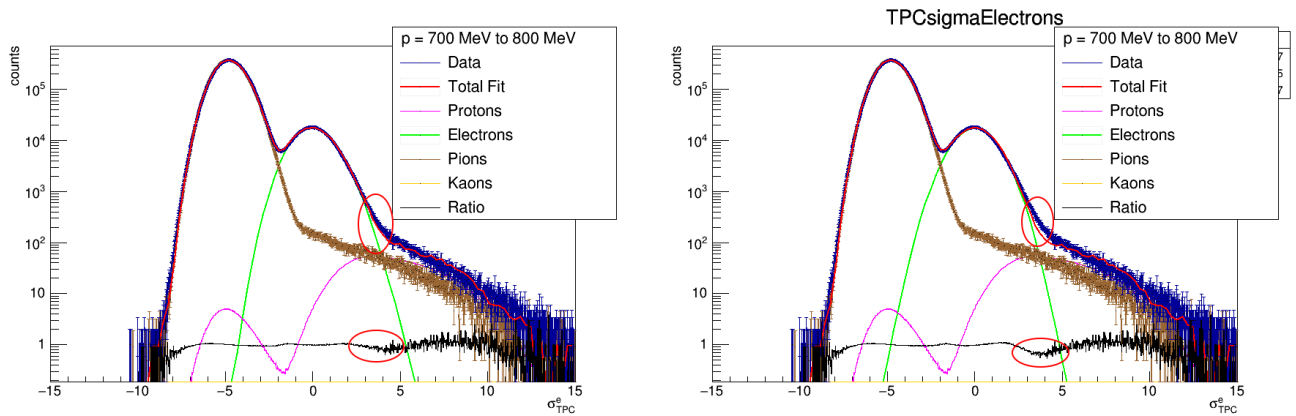 TPCsigmaElectrons
p = 700 MeV to 800 MeV
Data
Total Fit
Protons
Electrons
Pions
Kaons
Ratio
counts
10⁵
10⁴
10³
10²
10
1
−15 −10 −5 0 5 10 15
σᵉTPC
p = 700 MeV to 800 MeV
Data
Total Fit
Protons
Electrons
Pions
Kaons
Ratio
7
5
7
counts
10⁵
10⁴
10³
10²
10
1
−15 −10 −5 0 5 10 15
σᵉTPC